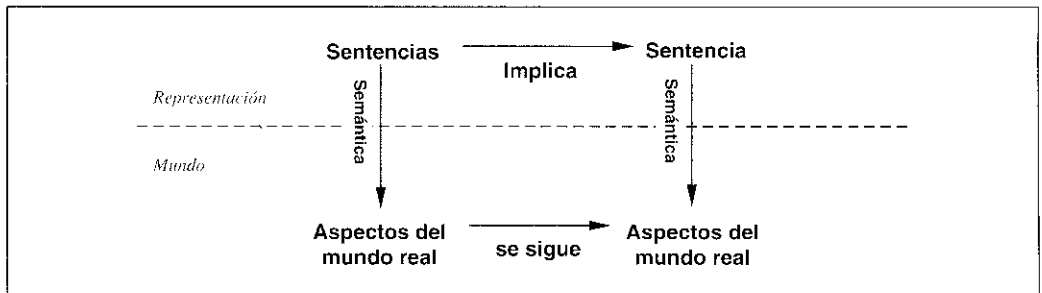 Sentencias
Sentencia
Implica
Representación
Semántica
Semántica
Mundo
Aspectos del
mundo real
se sigue
Aspectos del
mundo real